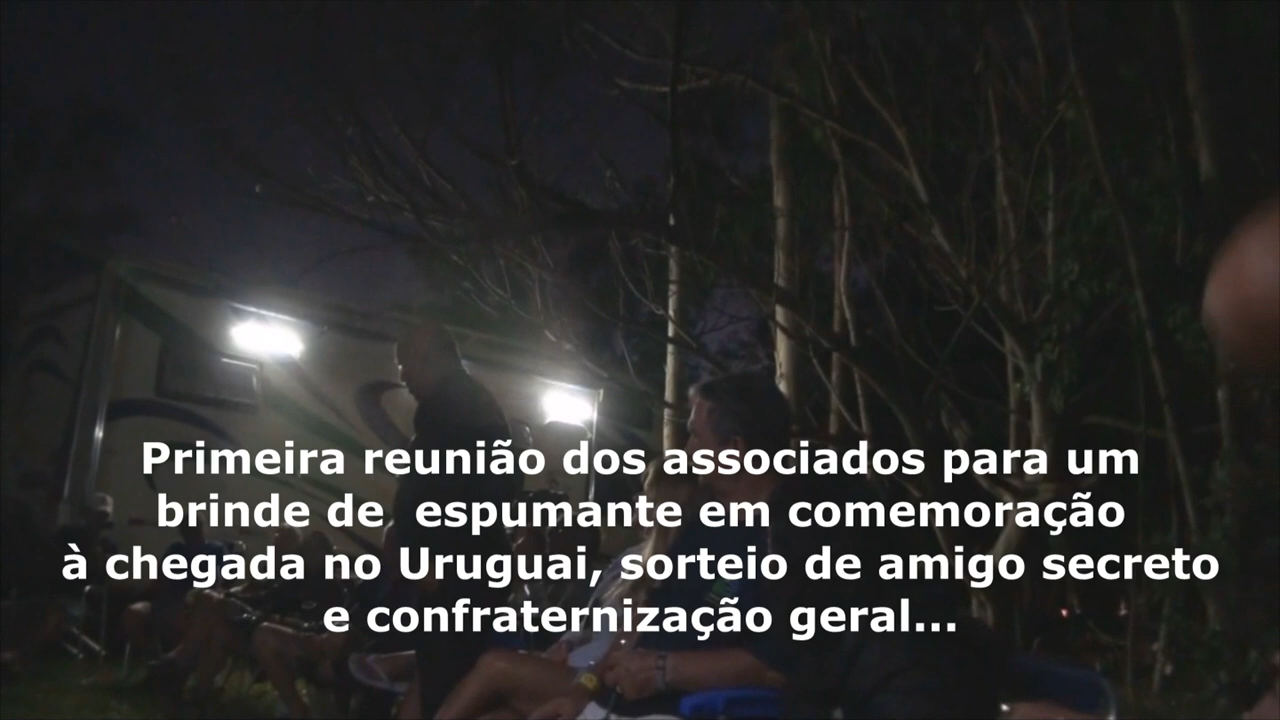 Primeira reunião dos associados para um
brinde de  espumante em comemoração
à chegada no Uruguai, sorteio de amigo secreto
e confraternização geral...